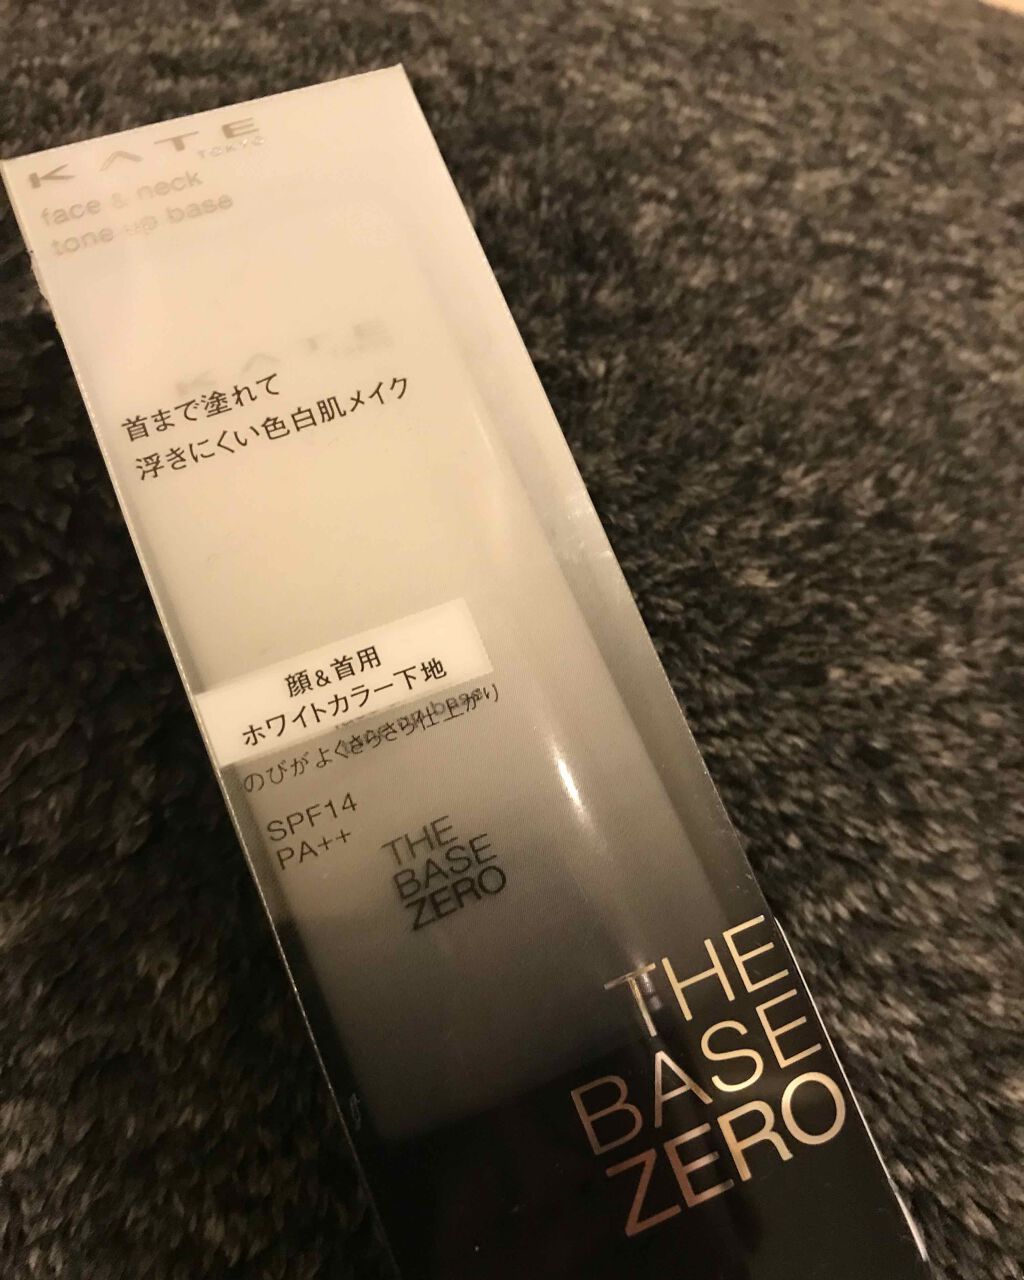 KATE
TOKYO
face & neck
tone up base
KATE
首まで塗れて
浮きにくい色白肌メイク
顔&首用
ホワイトカラー下地
のびがよくさらさら仕上がり
SPF14
PA++
THE
BASE
ZERO
THE
BASE
ZERO